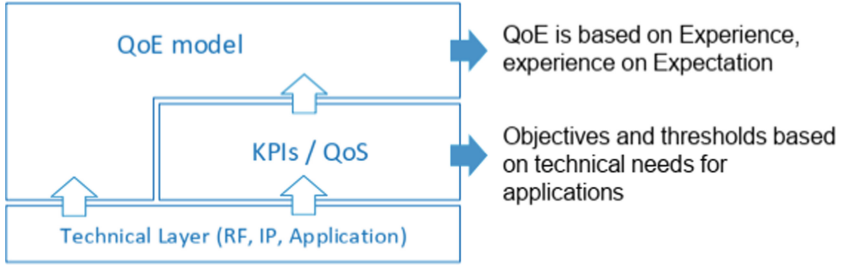 QoE model
QoE is based on Experience,
experience on Expectation
KPIs / QoS
Objectives and thresholds based
on technical needs for
applications
Technical Layer (RF, IP, Application)